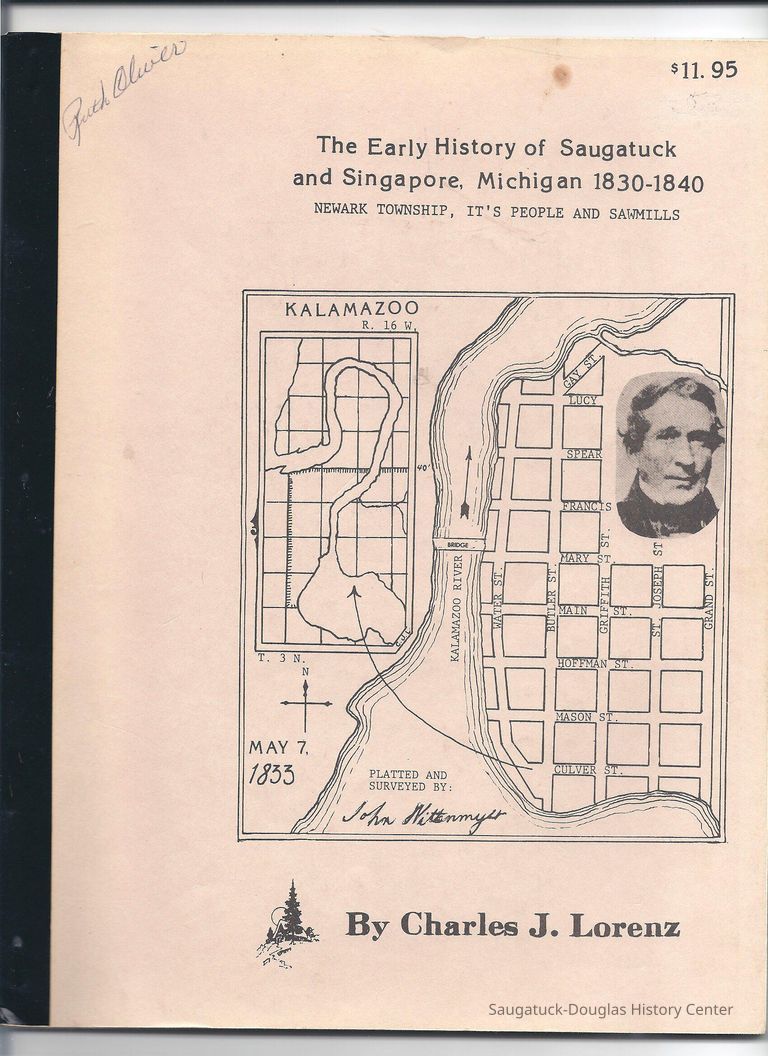 Ruth Oliver
$11.95
The Early History of Saugatuck
and Singapore, Michigan 1830-1840
NEWARK TOWNSHIP, IT'S PEOPLE AND SAWMILLS
KALAMAZOO
R. 16 W.
40'
T. 3 N.
N
MAY 7,
1833
PLATTED AND
SURVEYED BY:
John Wittenmyer
GAY ST.
LUCY
SPEAR
FRANCIS
ST.
MARY ST.
BRIDGE
KALAMAZOO RIVER
WATER ST.
BUTLER ST.
GRIFFITH
ST. JOSEPH ST
GRAND ST.
MAIN ST.
HOFFMAN ST.
MASON ST.
CULVER ST.
C.J.L.
By Charles J. Lorenz
Saugatuck-Douglas History Center